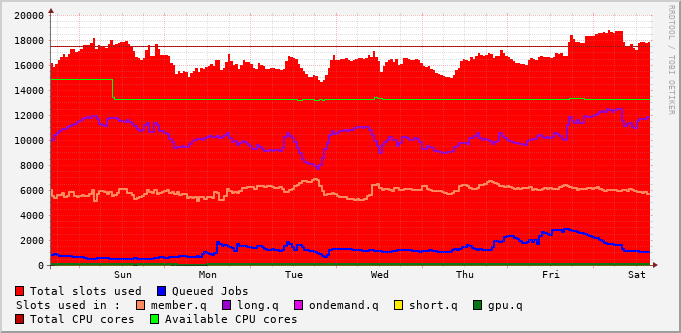 20000
18000
16000
14000
12000
10000
8000
6000
4000
2000
0
Sun Mon Tue Wed Thu Fri Sat
RRDTOOL / TOBI OETIKER
Total slots used Queued Jobs
Slots used in : member.q long.q ondemand.q short.q gpu.q
Total CPU cores Available CPU cores